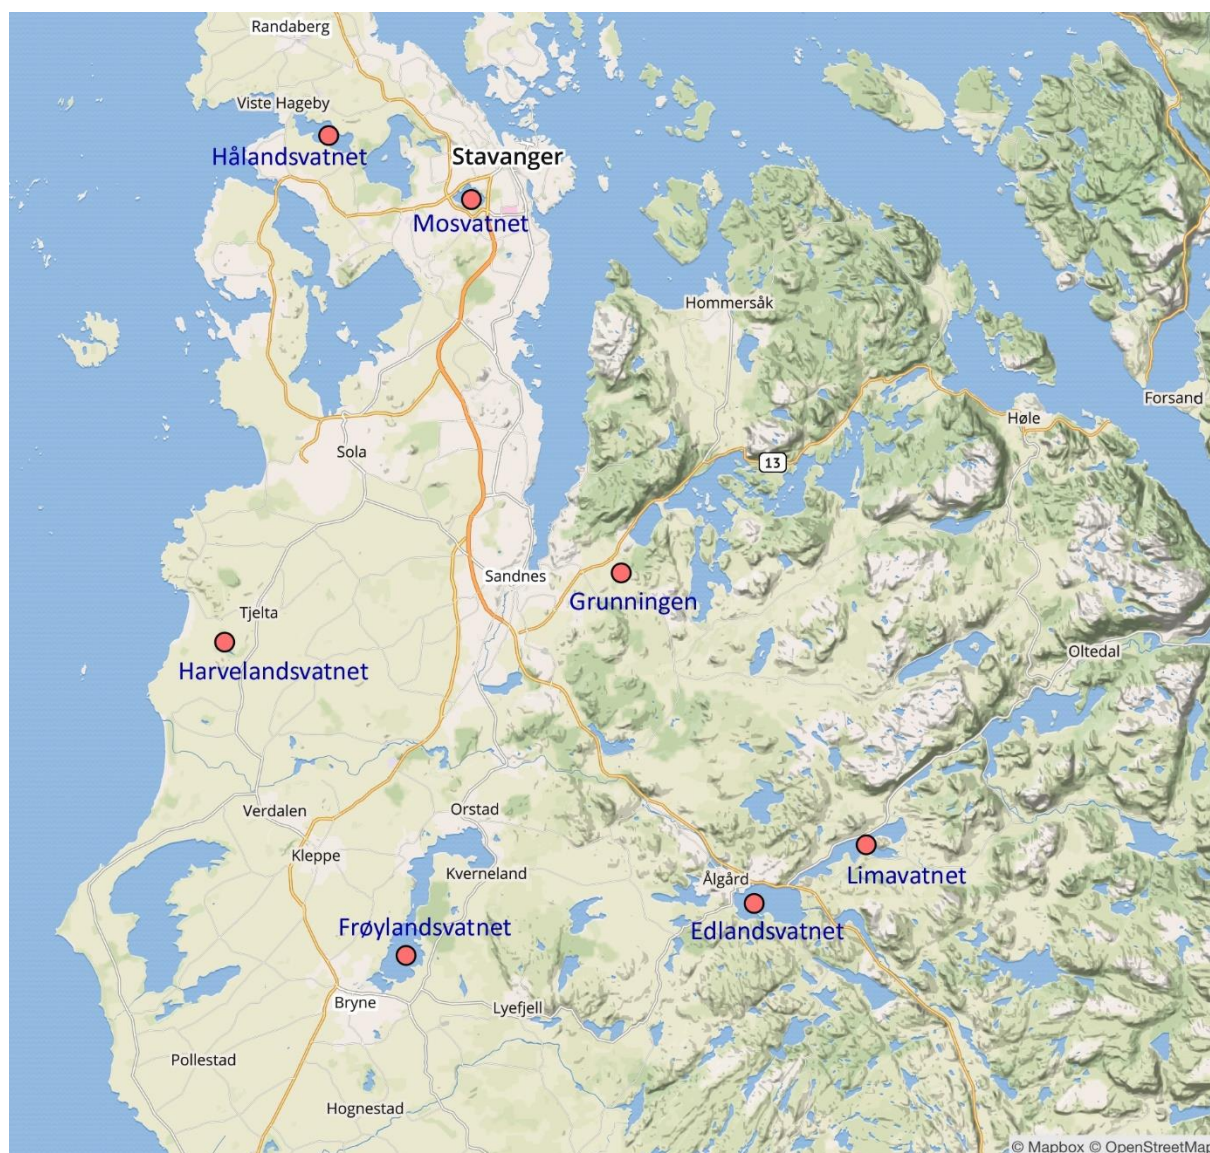 Randaberg
Viste Hageby
Hålandsvatnet
Stavanger
Mosvatnet
Hommersåk
Forsand
Høle
Sola
13
Sandnes
Grunningen
Tjelta
Harvelandsvatnet
Oltedal
Verdalen
Orstad
Kleppe
Kverneland
Ålgård
Limavatnet
Frøylandsvatnet
Edlandsvatnet
Bryne
Lyefjell
Pollestad
Hognestad
© Mapbox © OpenStreetMap